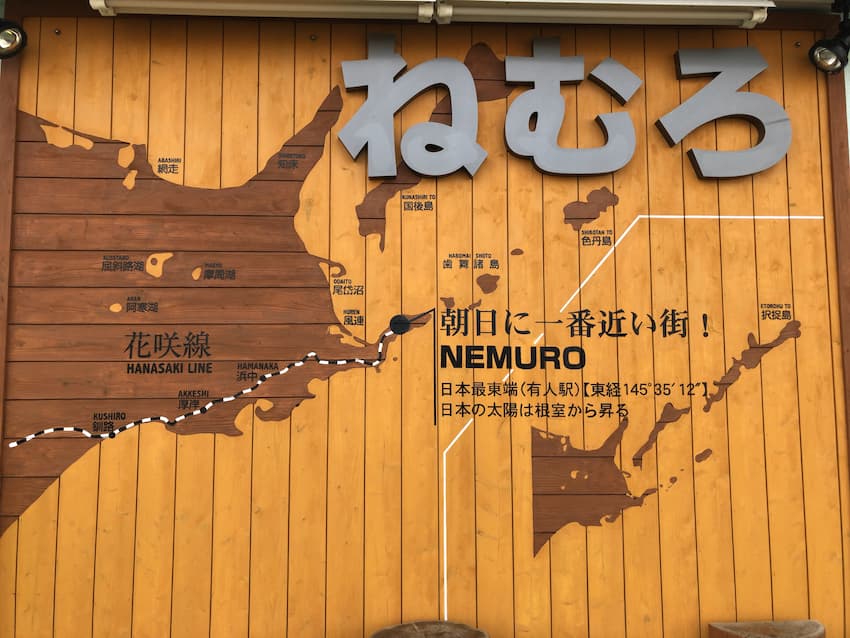 ねむろ
ABASHIRI
網走
SHIRETOKO
知床
KUNASHIRI TO
国後島
SHIKOTAN TO
色丹島
KUSSYARO
屈斜路湖
MASYU
摩周湖
HABOMAI SHOTO
歯舞諸島
ODAITO
尾岱沼
AKAN
阿寒湖
HUREN
風連
ETOROHU TO
択捉島
花咲線
HANASAKI LINE
朝日に一番近い街!
NEMURO
日本最東端(有人駅)【東経145°35′12″】
日本の太陽は根室から昇る
HAMANAKA
浜中
AKKESHI
厚岸
KUSHIRO
釧路